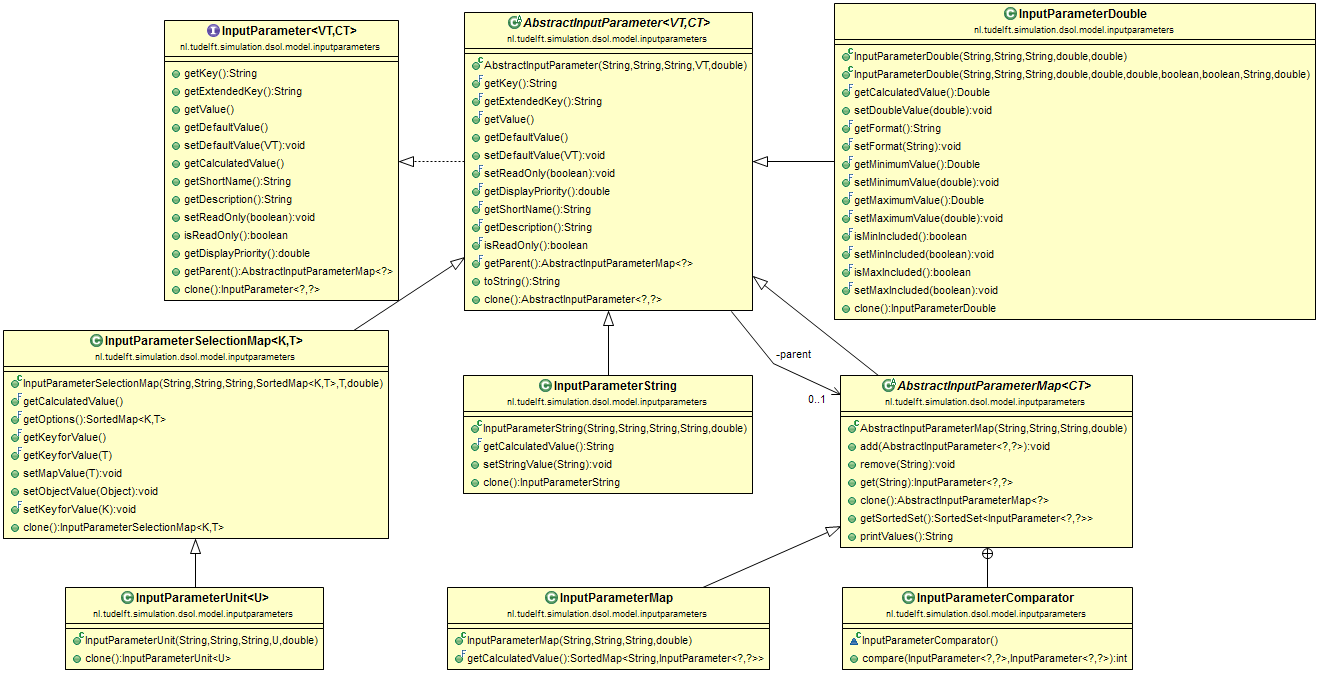 InputParameter<VT,CT>
nl.tudelft.simulation.dsol.model.inputparameters
getKey():String
getExtendedKey():String
getValue()
getDefaultValue()
setDefaultValue(VT):void
getCalculatedValue()
getShortName():String
getDescription():String
setReadOnly(boolean):void
isReadOnly():boolean
getDisplayPriority():double
getParent():AbstractInputParameterMap<?>
clone():InputParameter<?,?>
AbstractInputParameter<VT,CT>
nl.tudelft.simulation.dsol.model.inputparameters
AbstractInputParameter(String,String,String,VT,double)
getKey():String
getExtendedKey():String
getValue()
getDefaultValue()
setDefaultValue(VT):void
setReadOnly(boolean):void
getDisplayPriority():double
getShortName():String
getDescription():String
isReadOnly():boolean
getParent():AbstractInputParameterMap<?>
toString():String
clone():AbstractInputParameter<?,?>
InputParameterDouble
nl.tudelft.simulation.dsol.model.inputparameters
InputParameterDouble(String,String,String,double,double)
InputParameterDouble(String,String,String,double,double,double,boolean,boolean,String,double)
getCalculatedValue():Double
setDoubleValue(double):void
getFormat():String
setFormat(String):void
getMinimumValue():Double
setMinimumValue(double):void
getMaximumValue():Double
setMaximumValue(double):void
isMinIncluded():boolean
setMinIncluded(boolean):void
isMaxIncluded():boolean
setMaxIncluded(boolean):void
clone():InputParameterDouble
-parent
0..1
InputParameterSelectionMap<K,T>
nl.tudelft.simulation.dsol.model.inputparameters
InputParameterSelectionMap(String,String,String,SortedMap<K,T>,T,double)
getCalculatedValue()
getOptions():SortedMap<K,T>
getKeyforValue()
getKeyforValue(T)
setMapValue(T):void
setObjectValue(Object):void
setKeyforValue(K):void
clone():InputParameterSelectionMap<K,T>
InputParameterString
nl.tudelft.simulation.dsol.model.inputparameters
InputParameterString(String,String,String,String,double)
getCalculatedValue():String
setStringValue(String):void
clone():InputParameterString
AbstractInputParameterMap<CT>
nl.tudelft.simulation.dsol.model.inputparameters
AbstractInputParameterMap(String,String,String,double)
add(AbstractInputParameter<?,?>):void
remove(String):void
get(String):InputParameter<?,?>
clone():AbstractInputParameterMap<?>
getSortedSet():SortedSet<InputParameter<?,?>>
printValues():String
InputParameterUnit<U>
nl.tudelft.simulation.dsol.model.inputparameters
InputParameterUnit(String,String,String,U,double)
clone():InputParameterUnit<U>
InputParameterMap
nl.tudelft.simulation.dsol.model.inputparameters
InputParameterMap(String,String,String,double)
getCalculatedValue():SortedMap<String,InputParameter<?,?>>
InputParameterComparator
nl.tudelft.simulation.dsol.model.inputparameters
InputParameterComparator()
compare(InputParameter<?,?>,InputParameter<?,?>):int